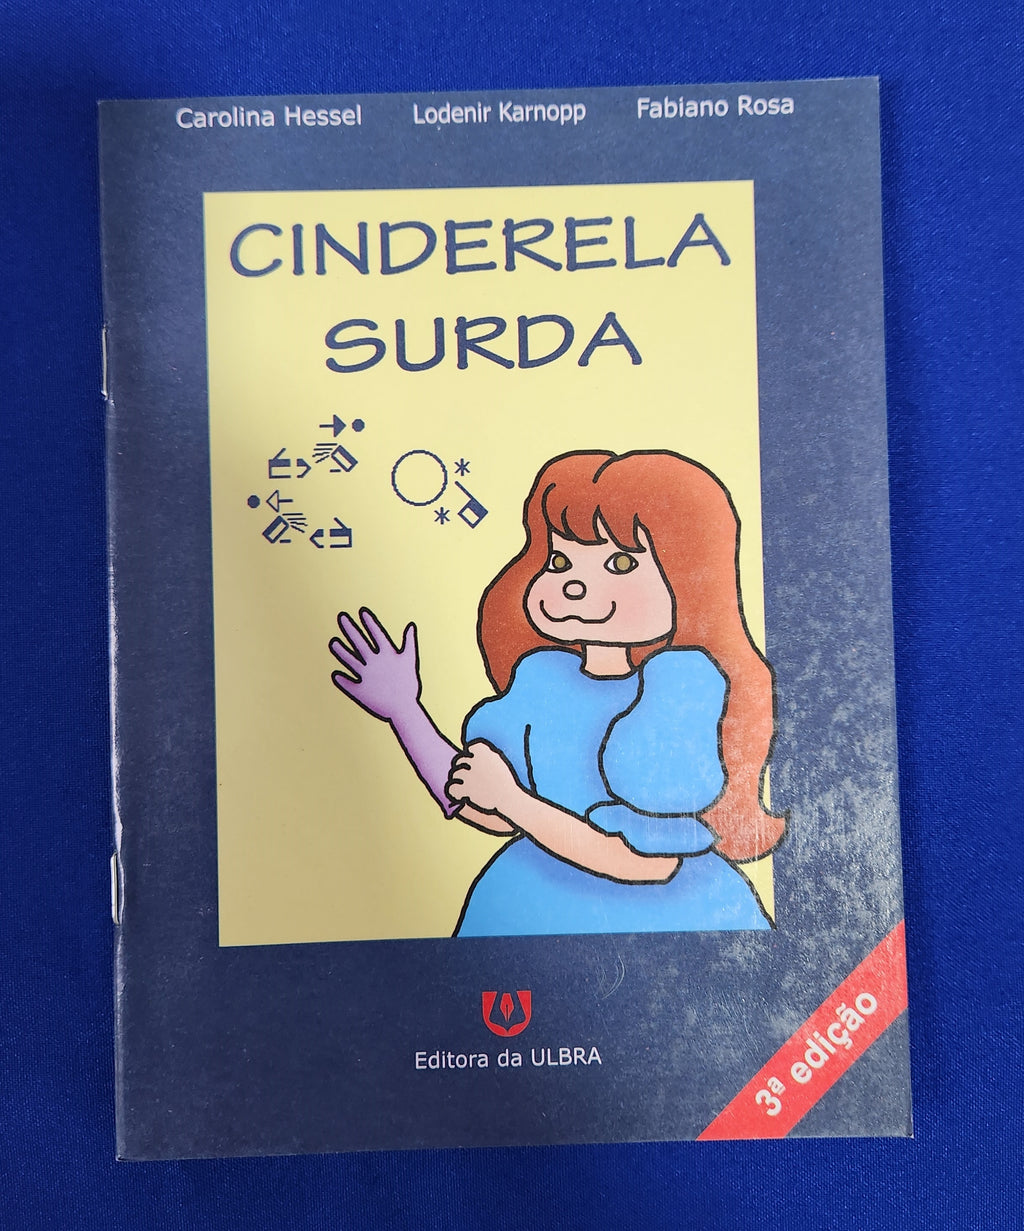 Carolina Hessel Lodenir Karnopp Fabiano Rosa
CINDERELA
SURDA
Editora da ULBRA
3ª edição